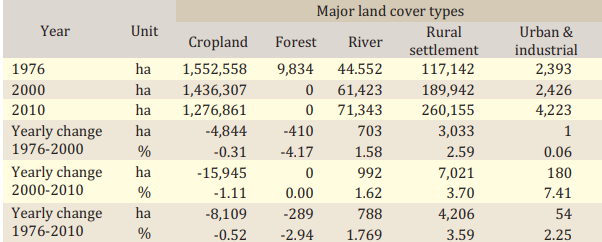 Major land cover types
Year Unit Cropland Forest River Rural settlement Urban & industrial
1976 ha 1,552,558 9,834 44.552 117,142 2,393
2000 ha 1,436,307 0 61,423 189,942 2,426
2010 ha 1,276,861 0 71,343 260,155 4,223
Yearly change ha -4,844 -410 703 3,033 1
1976-2000 % -0.31 -4.17 1.58 2.59 0.06
Yearly change ha -15,945 0 992 7,021 180
2000-2010 % -1.11 0.00 1.62 3.70 7.41
Yearly change ha -8,109 -289 788 4,206 54
1976-2010 % -0.52 -2.94 1.769 3.59 2.25